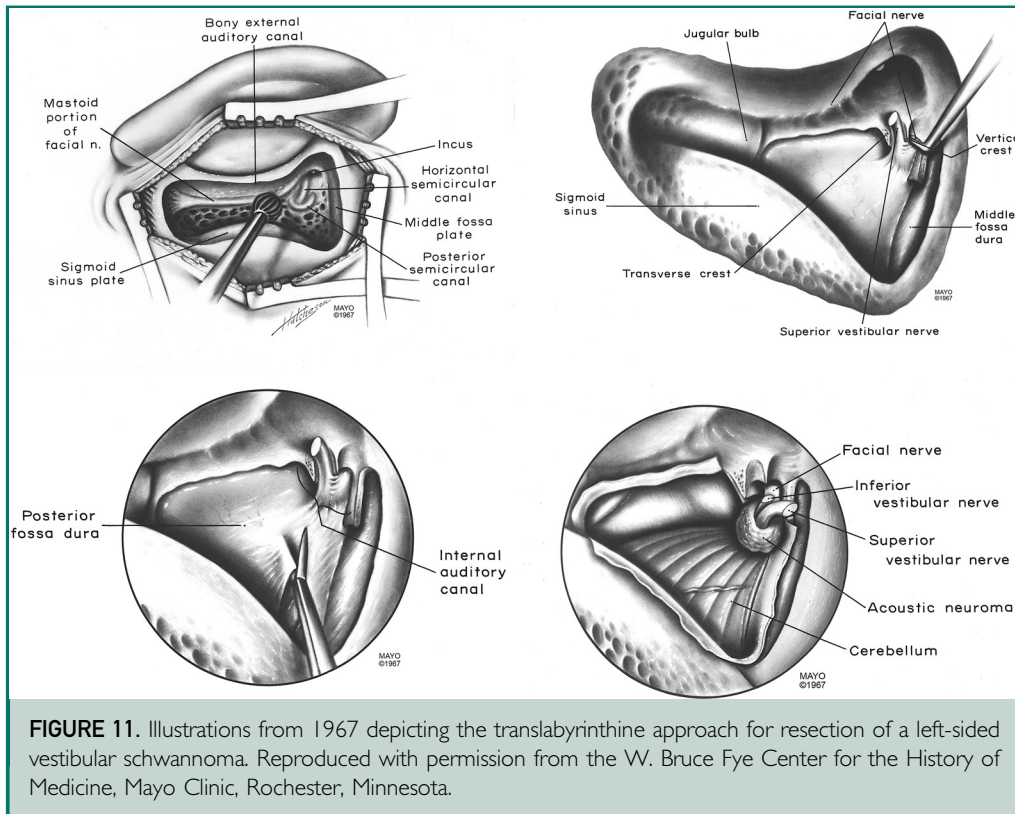 Bony external
auditory canal
Mastoid
portion
of
facial n.
Incus
Horizontal
semicircular
canal
Middle fossa
plate
Posterior
semicircular
canal
Sigmoid
sinus plate
Hutcheson
MAYO
©1967
Facial nerve
Jugular bulb
Vertical
crest
Sigmoid
sinus
Middle
fossa
dura
Transverse crest
MAYO
©1967
Superior vestibular nerve
Posterior
fossa dura
Internal
auditory
canal
MAYO
©1967
Facial nerve
Inferior
vestibular nerve
Superior
vestibular nerve
Acoustic neuroma
Cerebellum
MAYO
©1967
FIGURE 11. Illustrations from 1967 depicting the translabyrinthine approach for resection of a left-sided
vestibular schwannoma. Reproduced with permission from the W. Bruce Fye Center for the History of
Medicine, Mayo Clinic, Rochester, Minnesota.